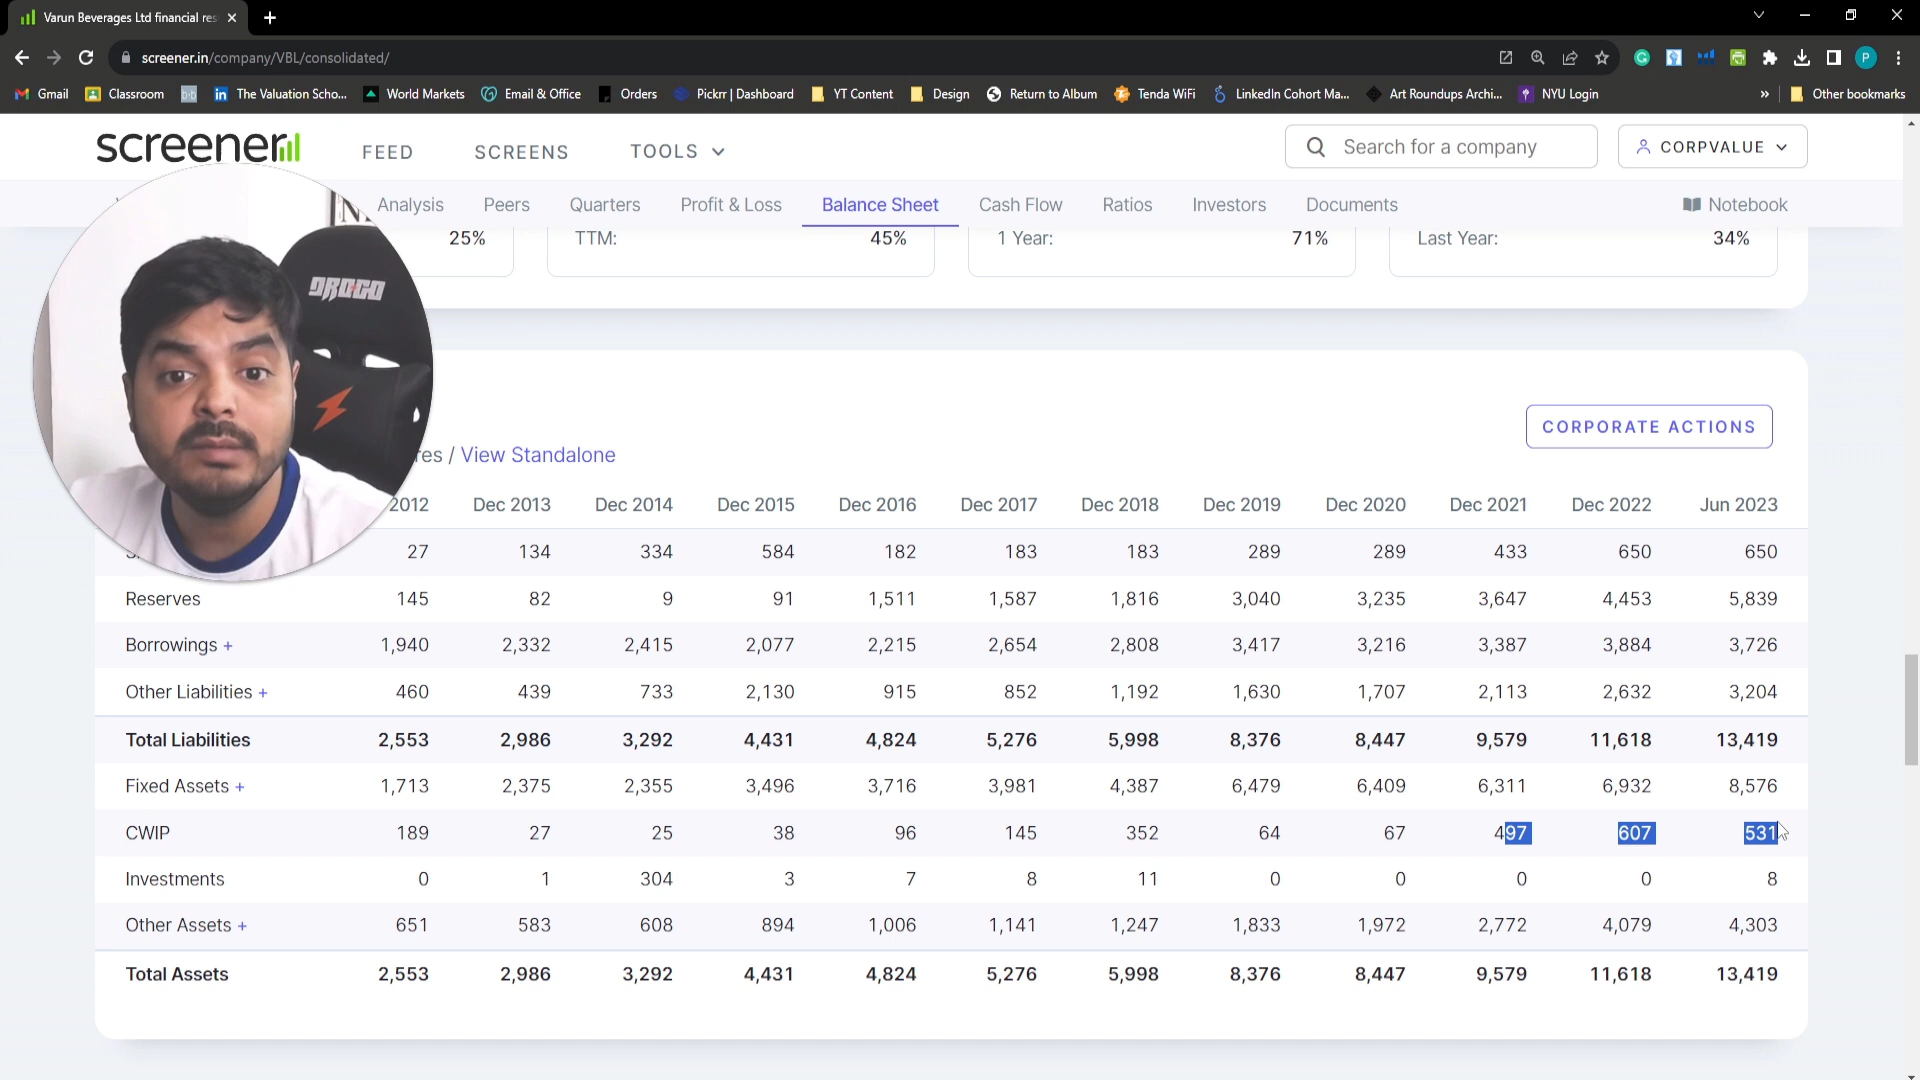 Varun Beverages Ltd financial res
screener.in/company/VBL/consolidated/
P
Gmail Classroom The Valuation Scho... World Markets Email & Office Orders Pickrr | Dashboard YT Content Design Return to Album Tenda WiFi LinkedIn Cohort Ma... Art Roundups Archi... NYU Login » Other bookmarks
screener FEED SCREENS TOOLS Search for a company CORPVALUE
Analysis Peers Quarters Profit & Loss Balance Sheet Cash Flow Ratios Investors Documents Notebook
25% TTM: 45% 1 Year: 71% Last Year: 34%
DROGO
CORPORATE ACTIONS
res / View Standalone
2012 Dec 2013 Dec 2014 Dec 2015 Dec 2016 Dec 2017 Dec 2018 Dec 2019 Dec 2020 Dec 2021 Dec 2022 Jun 2023
27 134 334 584 182 183 183 289 289 433 650 650
Reserves 145 82 9 91 1,511 1,587 1,816 3,040 3,235 3,647 4,453 5,839
Borrowings + 1,940 2,332 2,415 2,077 2,215 2,654 2,808 3,417 3,216 3,387 3,884 3,726
Other Liabilities + 460 439 733 2,130 915 852 1,192 1,630 1,707 2,113 2,632 3,204
Total Liabilities 2,553 2,986 3,292 4,431 4,824 5,276 5,998 8,376 8,447 9,579 11,618 13,419
Fixed Assets + 1,713 2,375 2,355 3,496 3,716 3,981 4,387 6,479 6,409 6,311 6,932 8,576
CWIP 189 27 25 38 96 145 352 64 67 497 607 531
Investments 0 1 304 3 7 8 11 0 0 0 0 8
Other Assets + 651 583 608 894 1,006 1,141 1,247 1,833 1,972 2,772 4,079 4,303
Total Assets 2,553 2,986 3,292 4,431 4,824 5,276 5,998 8,376 8,447 9,579 11,618 13,419